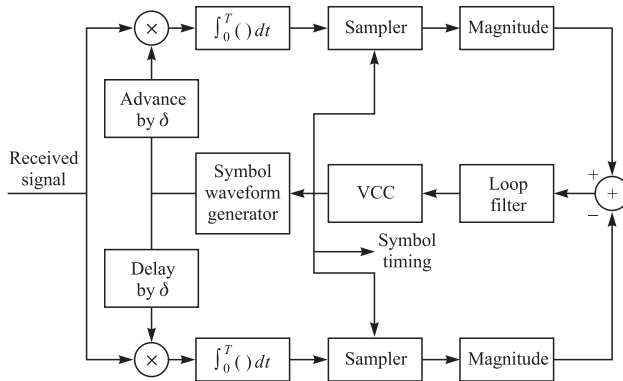 ×
∫₀ᵀ ( ) dt
Sampler
Magnitude
Advance
by δ
Received
signal
Symbol
waveform
generator
VCC
Loop
filter
+
+
−
Symbol
timing
Delay
by δ
×
∫₀ᵀ ( ) dt
Sampler
Magnitude